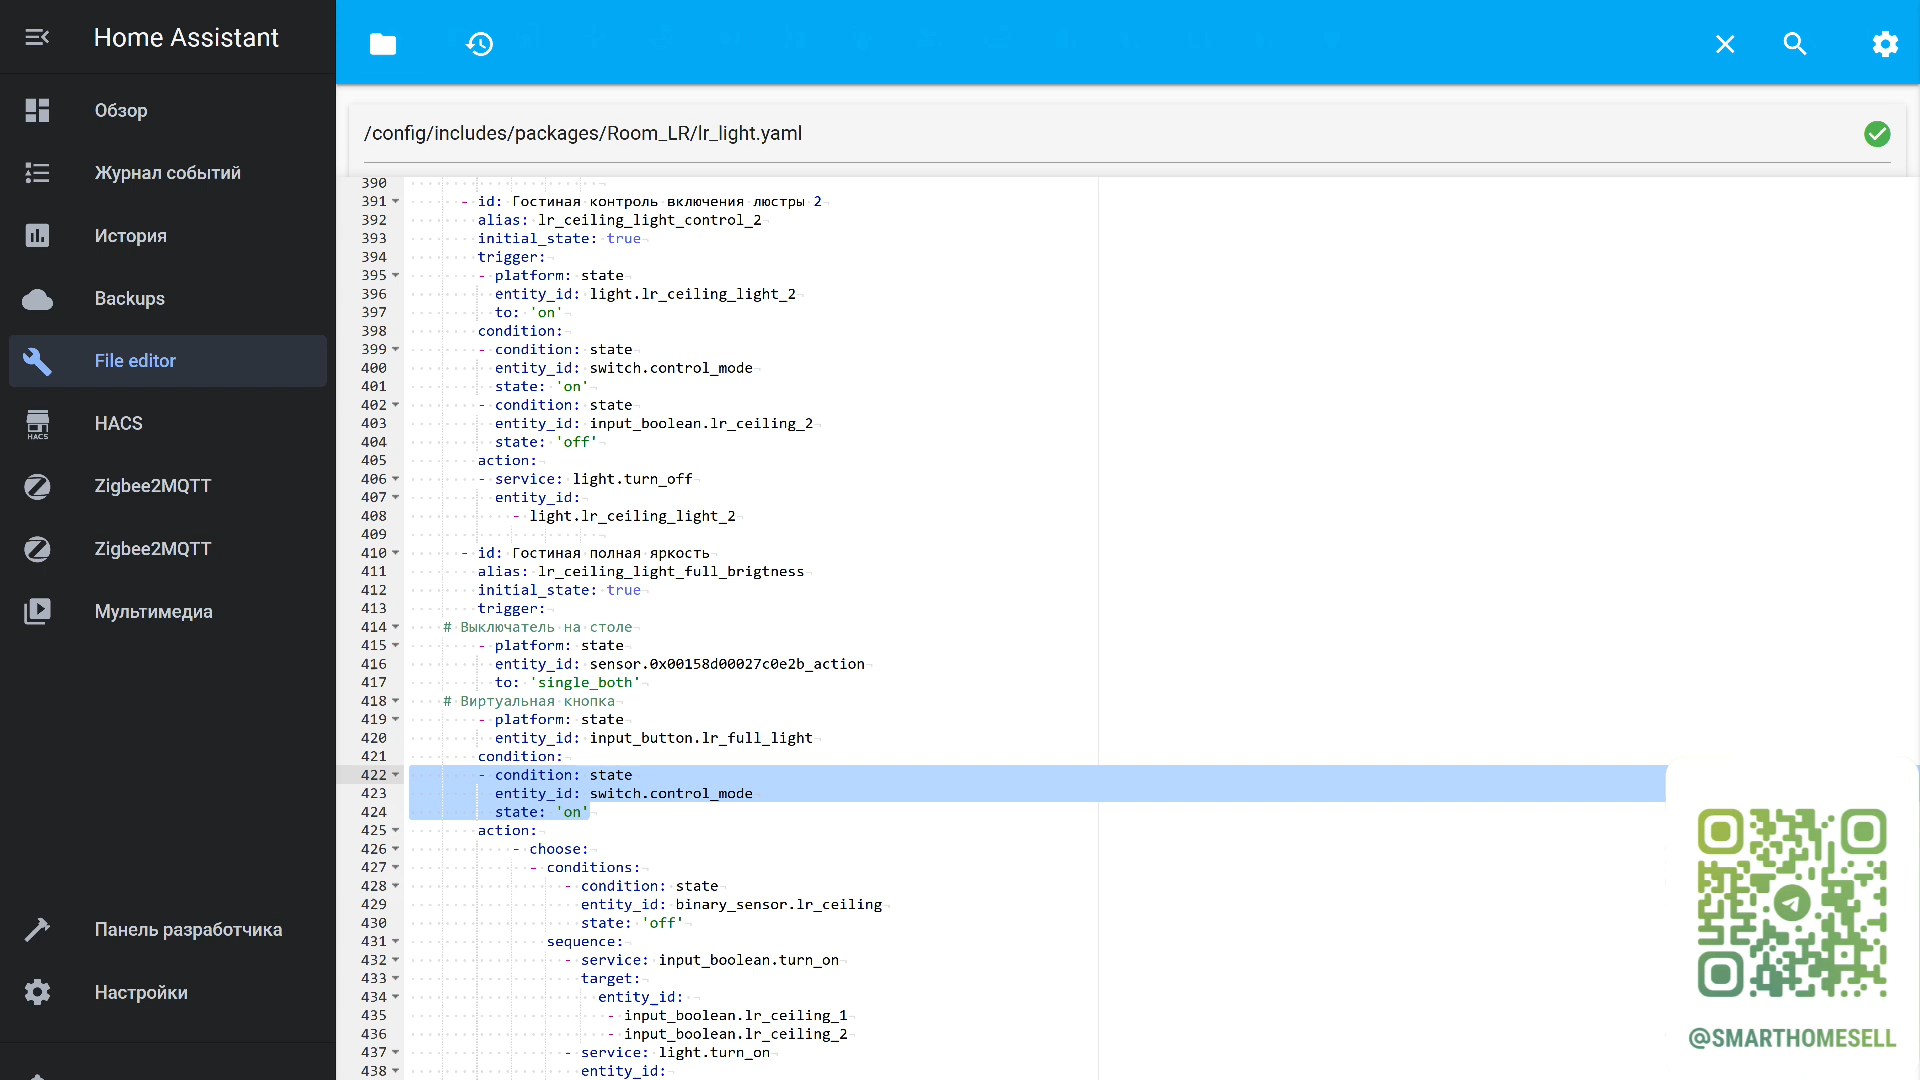 Home Assistant
Обзор
Журнал событий
История
Backups
File editor
HACS
HACS
Zigbee2MQTT
Zigbee2MQTT
Мультимедиа
Панель разработчика
Настройки
/config/includes/packages/Room_LR/lr_light.yaml
390
391 - id: Гостиная контроль включения люстры 2
392 alias: lr_ceiling_light_control_2
393 initial_state: true
394 trigger:
395 - platform: state
396 entity_id: light.lr_ceiling_light_2
397 to: 'on'
398 condition:
399 - condition: state
400 entity_id: switch.control_mode
401 state: 'on'
402 - condition: state
403 entity_id: input_boolean.lr_ceiling_2
404 state: 'off'
405 action:
406 - service: light.turn_off
407 entity_id:
408 - light.lr_ceiling_light_2
409
410 - id: Гостиная полная яркость
411 alias: lr_ceiling_light_full_brigtness
412 initial_state: true
413 trigger:
414 # Выключатель на столе
415 - platform: state
416 entity_id: sensor.0x00158d00027c0e2b_action
417 to: 'single_both'
418 # Виртуальная кнопка
419 - platform: state
420 entity_id: input_button.lr_full_light
421 condition:
422 - condition: state
423 entity_id: switch.control_mode
424 state: 'on'
425 action:
426 - choose:
427 - conditions:
428 - condition: state
429 entity_id: binary_sensor.lr_ceiling
430 state: 'off'
431 sequence:
432 - service: input_boolean.turn_on
433 target:
434 entity_id:
435 - input_boolean.lr_ceiling_1
436 - input_boolean.lr_ceiling_2
437 - service: light.turn_on
438 entity_id:
@SMARTHOMESELL